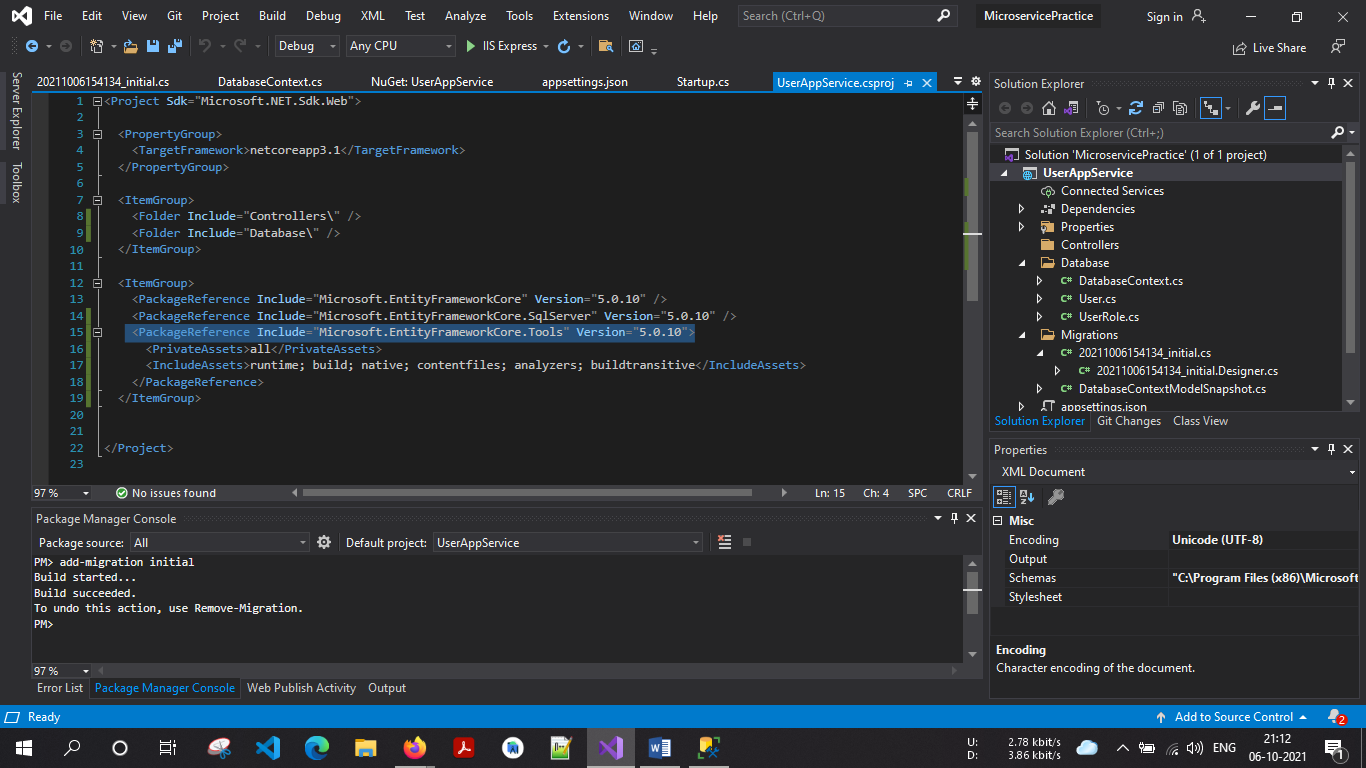 File Edit View Git Project Build Debug XML Test Analyze Tools Extensions Window Help Search (Ctrl+Q) MicroservicePractice Sign in
Debug Any CPU IIS Express Live Share
Server Explorer
Toolbox
20211006154134_initial.cs DatabaseContext.cs NuGet: UserAppService appsettings.json Startup.cs UserAppService.csproj
1 <Project Sdk="Microsoft.NET.Sdk.Web">
2
3 <PropertyGroup>
4 <TargetFramework>netcoreapp3.1</TargetFramework>
5 </PropertyGroup>
6
7 <ItemGroup>
8 <Folder Include="Controllers\" />
9 <Folder Include="Database\" />
10 </ItemGroup>
11
12 <ItemGroup>
13 <PackageReference Include="Microsoft.EntityFrameworkCore" Version="5.0.10" />
14 <PackageReference Include="Microsoft.EntityFrameworkCore.SqlServer" Version="5.0.10" />
15 <PackageReference Include="Microsoft.EntityFrameworkCore.Tools" Version="5.0.10">
16 <PrivateAssets>all</PrivateAssets>
17 <IncludeAssets>runtime; build; native; contentfiles; analyzers; buildtransitive</IncludeAssets>
18 </PackageReference>
19 </ItemGroup>
20
21
22 </Project>
23
97 % No issues found Ln: 15 Ch: 4 SPC CRLF
Package Manager Console
Package source: All Default project: UserAppService
PM> add-migration initial
Build started...
Build succeeded.
To undo this action, use Remove-Migration.
PM>
97 %
Error List Package Manager Console Web Publish Activity Output
Solution Explorer
Search Solution Explorer (Ctrl+;)
Solution 'MicroservicePractice' (1 of 1 project)
UserAppService
Connected Services
Dependencies
Properties
Controllers
Database
C# DatabaseContext.cs
C# User.cs
C# UserRole.cs
Migrations
C# 20211006154134_initial.cs
C# 20211006154134_initial.Designer.cs
C# DatabaseContextModelSnapshot.cs
appsettings.json
Solution Explorer Git Changes Class View
Properties
XML Document
Misc
Encoding Unicode (UTF-8)
Output
Schemas "C:\Program Files (x86)\Microsoft
Stylesheet
Encoding
Character encoding of the document.
Ready Add to Source Control 2
U: 2.78 kbit/s
D: 3.86 kbit/s
ENG
21:12
06-10-2021
1